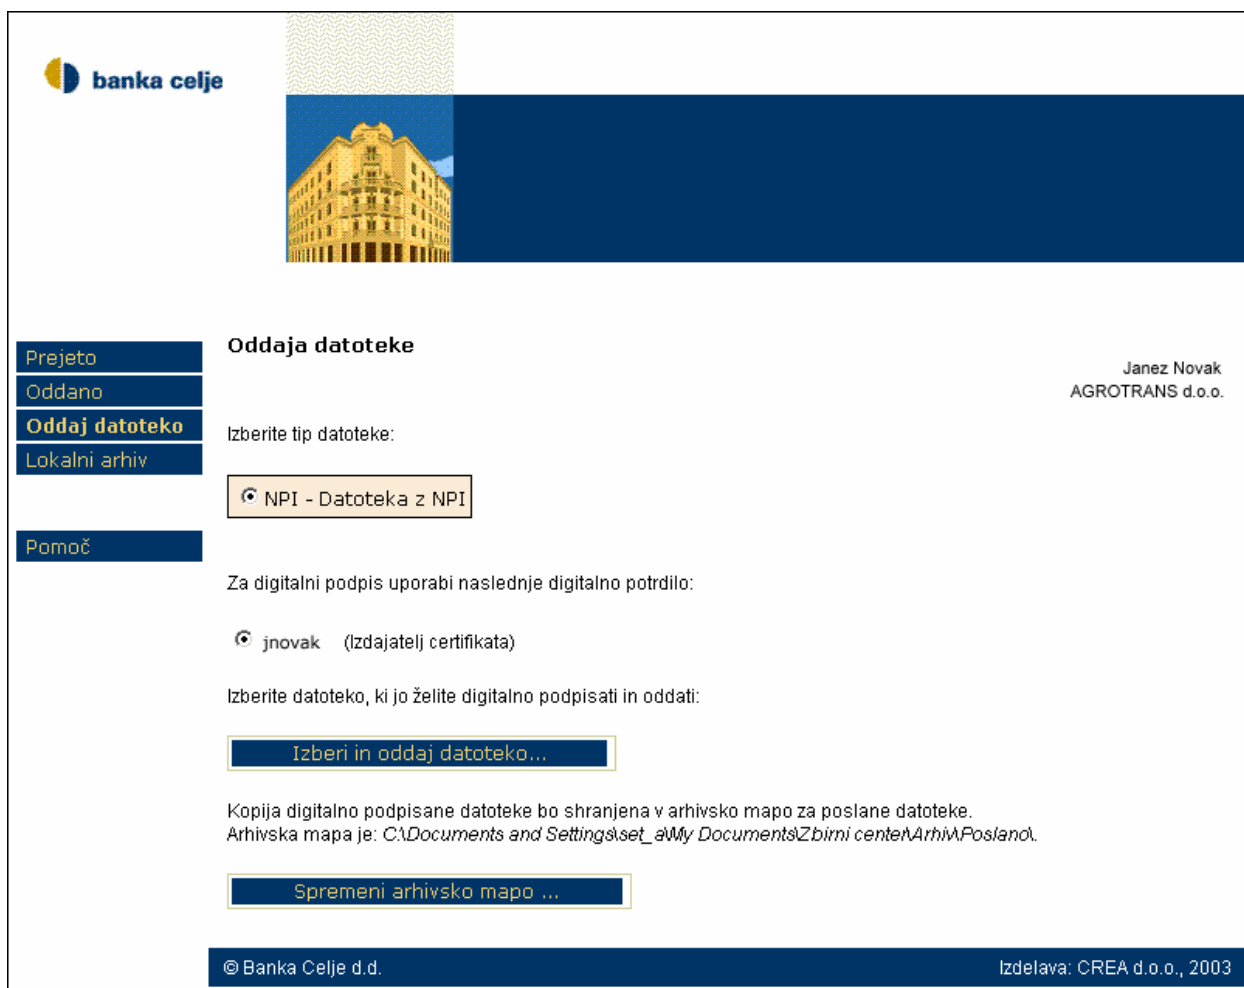 banka celje
Prejeto
Oddano
Oddaj datoteko
Lokalni arhiv
Pomoč
Oddaja datoteke
Janez Novak
AGROTRANS d.o.o.
Izberite tip datoteke:
NPI - Datoteka z NPI
Za digitalni podpis uporabi naslednje digitalno potrdilo:
jnovak (Izdajatelj certifikata)
Izberite datoteko, ki jo želite digitalno podpisati in oddati:
Izberi in oddaj datoteko...
Kopija digitalno podpisane datoteke bo shranjena v arhivsko mapo za poslane datoteke.
Arhivska mapa je: C:\Documents and Settings\set_a\My Documents\Zbirni center\Arhiv\Poslano\.
Spremeni arhivsko mapo ...
© Banka Celje d.d.
Izdelava: CREA d.o.o., 2003